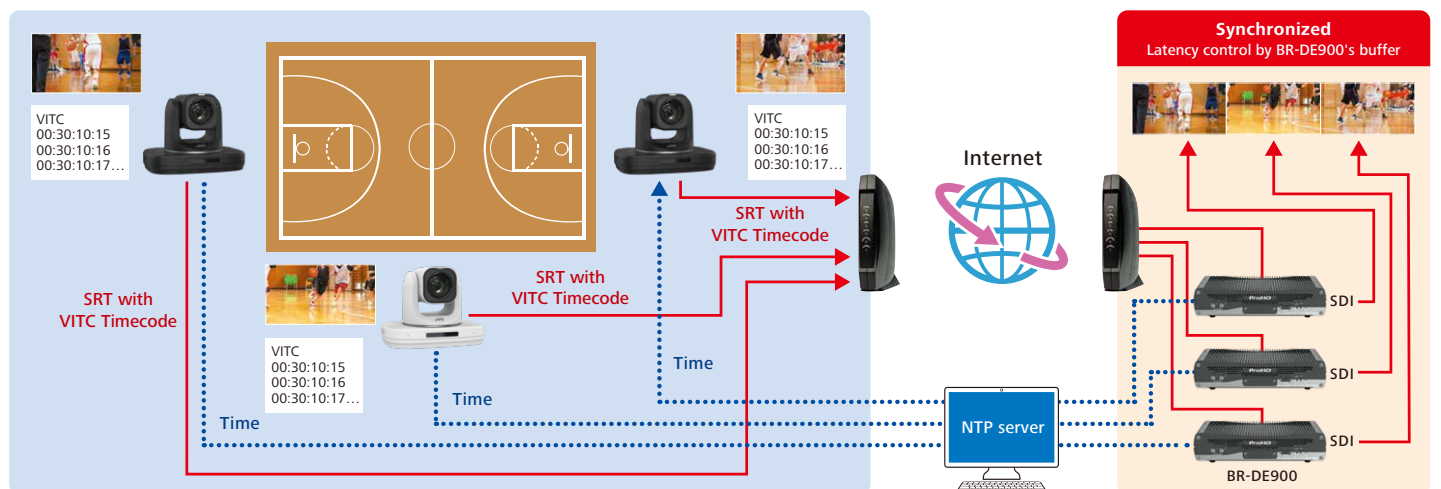 VITC
00:30:10:15
00:30:10:16
00:30:10:17...
VITC
00:30:10:15
00:30:10:16
00:30:10:17...
SRT with
VITC Timecode
SRT with
VITC Timecode
SRT with
VITC Timecode
VITC
00:30:10:15
00:30:10:16
00:30:10:17...
Time
Time
Time
Internet
NTP server
Synchronized
Latency control by BR-DE900's buffer
ProHD
SDI
ProHD
SDI
ProHD
SDI
BR-DE900